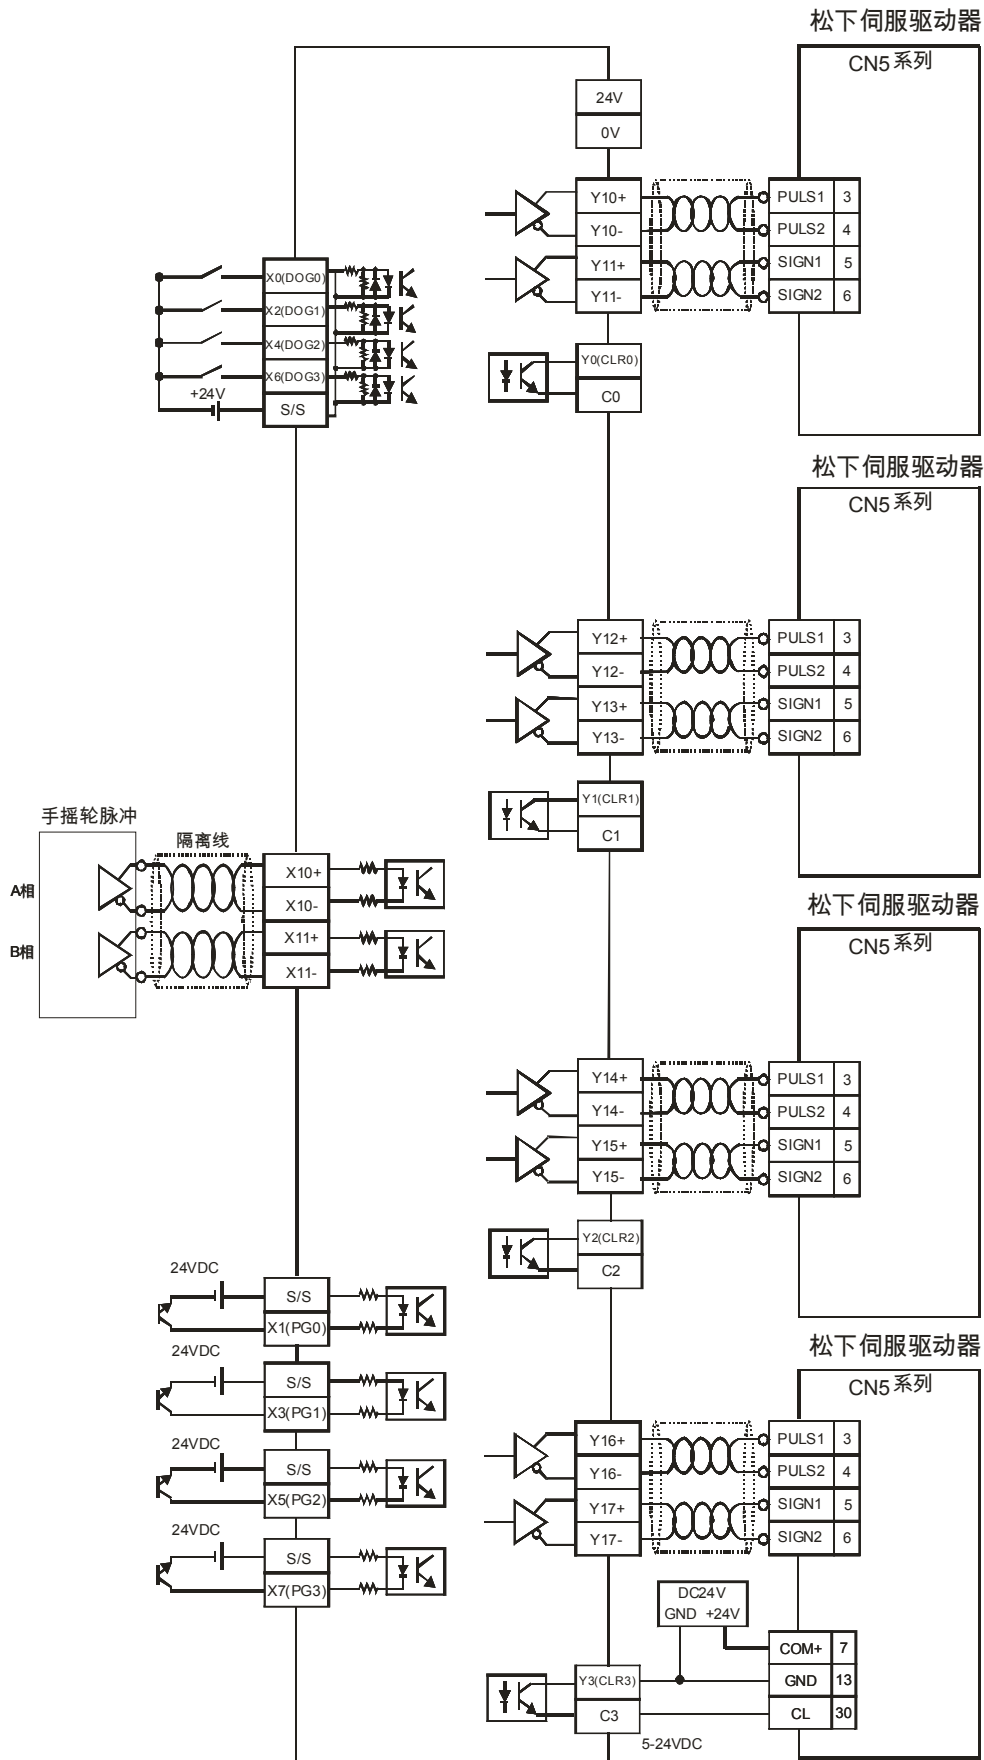 松下伺服驱动器
CN5系列
24V
0V
Y10+
Y10-
Y11+
Y11-
PULS1 3
PULS2 4
SIGN1 5
SIGN2 6
X0(DOG0)
X2(DOG1)
X4(DOG2)
X6(DOG3)
+24V
S/S
Y0(CLR0)
C0
松下伺服驱动器
CN5系列
Y12+
Y12-
Y13+
Y13-
PULS1 3
PULS2 4
SIGN1 5
SIGN2 6
Y1(CLR1)
C1
手摇轮脉冲
隔离线
A相
B相
X10+
X10-
X11+
X11-
松下伺服驱动器
CN5系列
Y14+
Y14-
Y15+
Y15-
PULS1 3
PULS2 4
SIGN1 5
SIGN2 6
Y2(CLR2)
C2
24VDC
S/S
X1(PG0)
24VDC
S/S
X3(PG1)
24VDC
S/S
X5(PG2)
24VDC
S/S
X7(PG3)
松下伺服驱动器
CN5系列
Y16+
Y16-
Y17+
Y17-
PULS1 3
PULS2 4
SIGN1 5
SIGN2 6
DC24V
GND +24V
COM+ 7
GND 13
CL 30
Y3(CLR3)
C3
5-24VDC